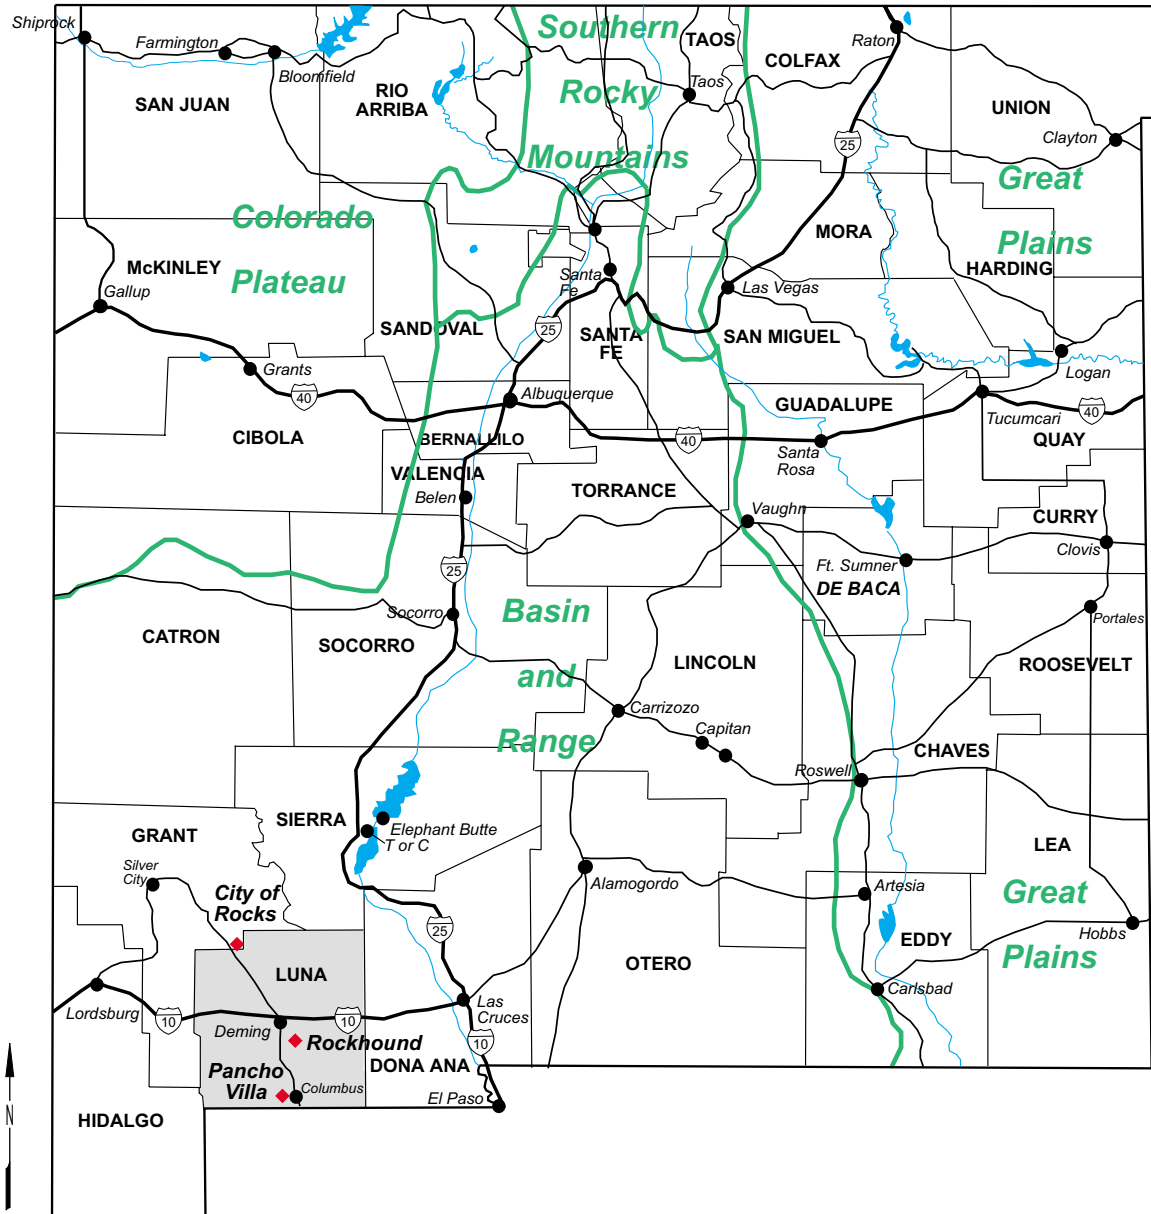 Shiprock
Farmington
Bloomfield
SAN JUAN
RIO
ARRIBA
Southern
Rocky
Mountains
TAOS
Taos
COLFAX
Raton
UNION
Clayton
25
Great
Plains
Colorado
Plateau
McKINLEY
Gallup
MORA
HARDING
Santa
Fe
Las Vegas
SANDOVAL
25
SANTA
FE
SAN MIGUEL
Logan
Grants
40
Albuquerque
GUADALUPE
Tucumcari
40
CIBOLA
BERNALLILO
40
Santa
Rosa
QUAY
VALENCIA
Belen
TORRANCE
Vaughn
CURRY
Clovis
25
Ft. Sumner
DE BACA
Basin
and
Range
Socorro
Portales
CATRON
SOCORRO
LINCOLN
ROOSEVELT
Carrizozo
Capitan
CHAVES
Roswell
SIERRA
Elephant Butte
T or C
GRANT
LEA
Silver
City
City of
Rocks
Alamogordo
Artesia
Great
Plains
25
EDDY
Hobbs
LUNA
OTERO
Lordsburg
10
Deming
10
Las
Cruces
Carlsbad
Rockhound
10
DONA ANA
Pancho
Villa
Columbus
El Paso
HIDALGO
N